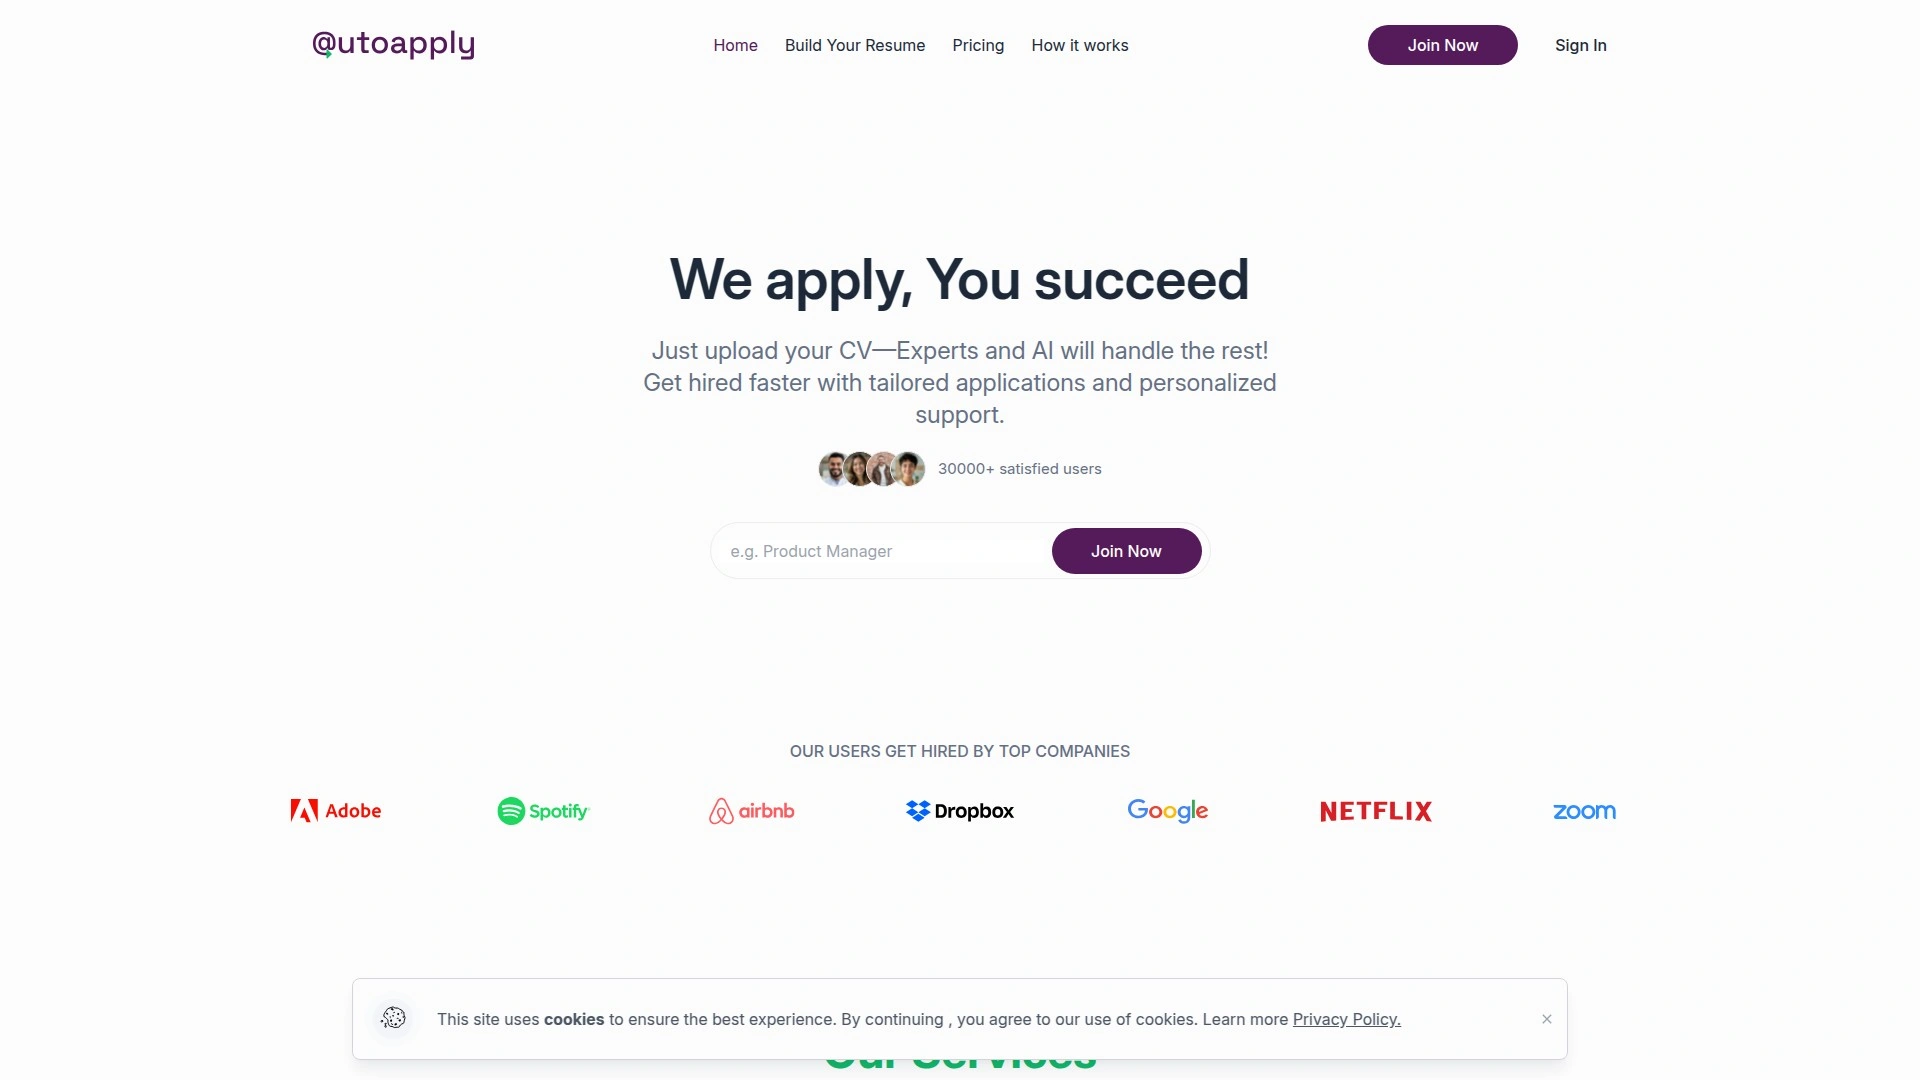 @utoapply
Home Build Your Resume Pricing How it works
Join Now
Sign In
We apply, You succeed
Just upload your CV—Experts and AI will handle the rest!
Get hired faster with tailored applications and personalized
support.
30000+ satisfied users
e.g. Product Manager
Join Now
OUR USERS GET HIRED BY TOP COMPANIES
Adobe
Spotify
airbnb
Dropbox
Google
NETFLIX
zoom
This site uses cookies to ensure the best experience. By continuing , you agree to our use of cookies. Learn more Privacy Policy.
×
Our Services